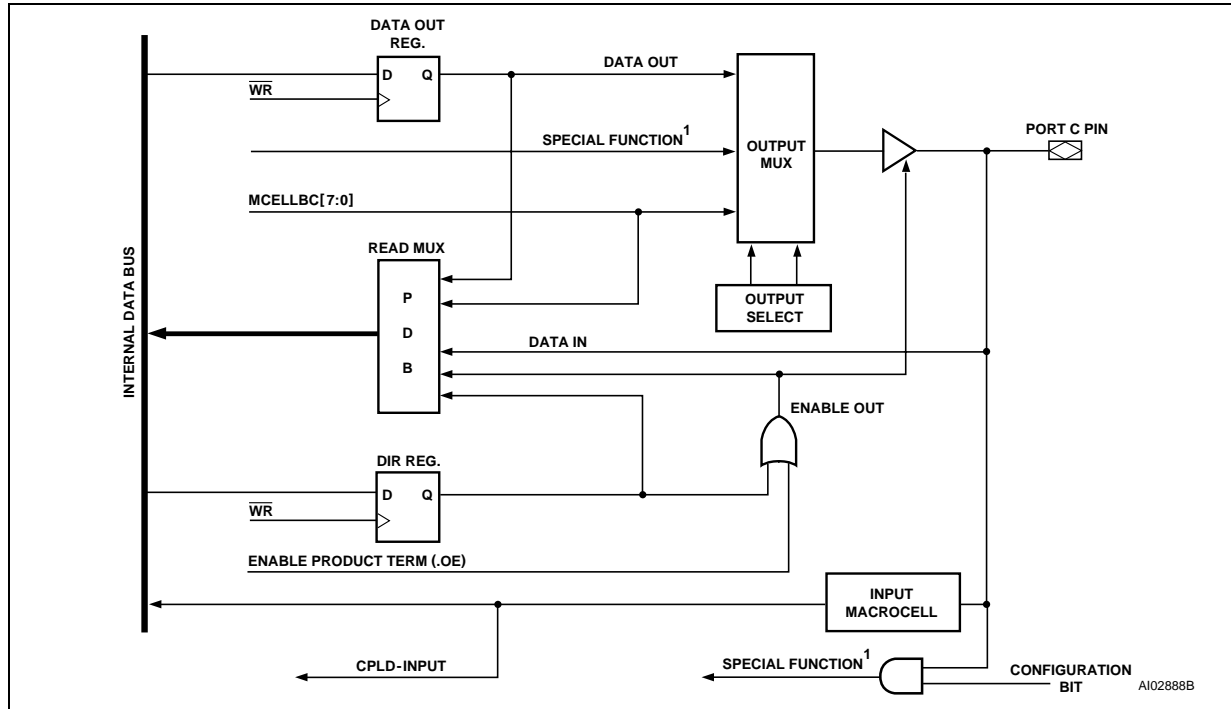 DATA OUT
REG.
D Q
DATA OUT
WR
SPECIAL FUNCTION1
OUTPUT
MUX
PORT C PIN
MCELLBC[7:0]
READ MUX
P
D
B
OUTPUT
SELECT
DATA IN
INTERNAL DATA BUS
ENABLE OUT
DIR REG.
D Q
WR
ENABLE PRODUCT TERM (.OE)
INPUT
MACROCELL
CPLD-INPUT
SPECIAL FUNCTION1
CONFIGURATION
BIT
AI02888B